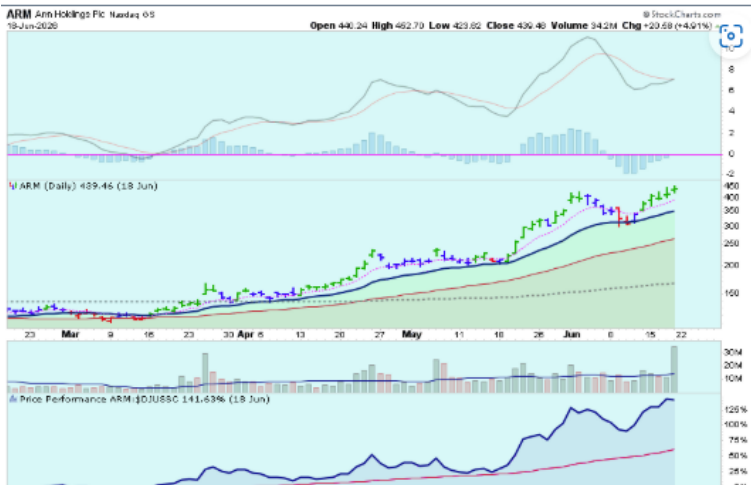 ARM Arm Holdings Plc Nasdaq GS © StockCharts.com
18-Jun-2026 Open 440.24 High 452.70 Low 423.82 Close 439.46 Volume 34.2M Chg +20.58 (+4.91%)
10
8
6
4
2
0
-2
ARM (Daily) 439.46 (18 Jun)
450
400
350
300
250
200
150
23 Mar 9 16 23 30 Apr 6 13 20 27 May 11 18 26 Jun 8 15 22
30M
20M
10M
Price Performance ARM:$DJUSSC 141.63% (18 Jun)
125%
100%
75%
50%
25%